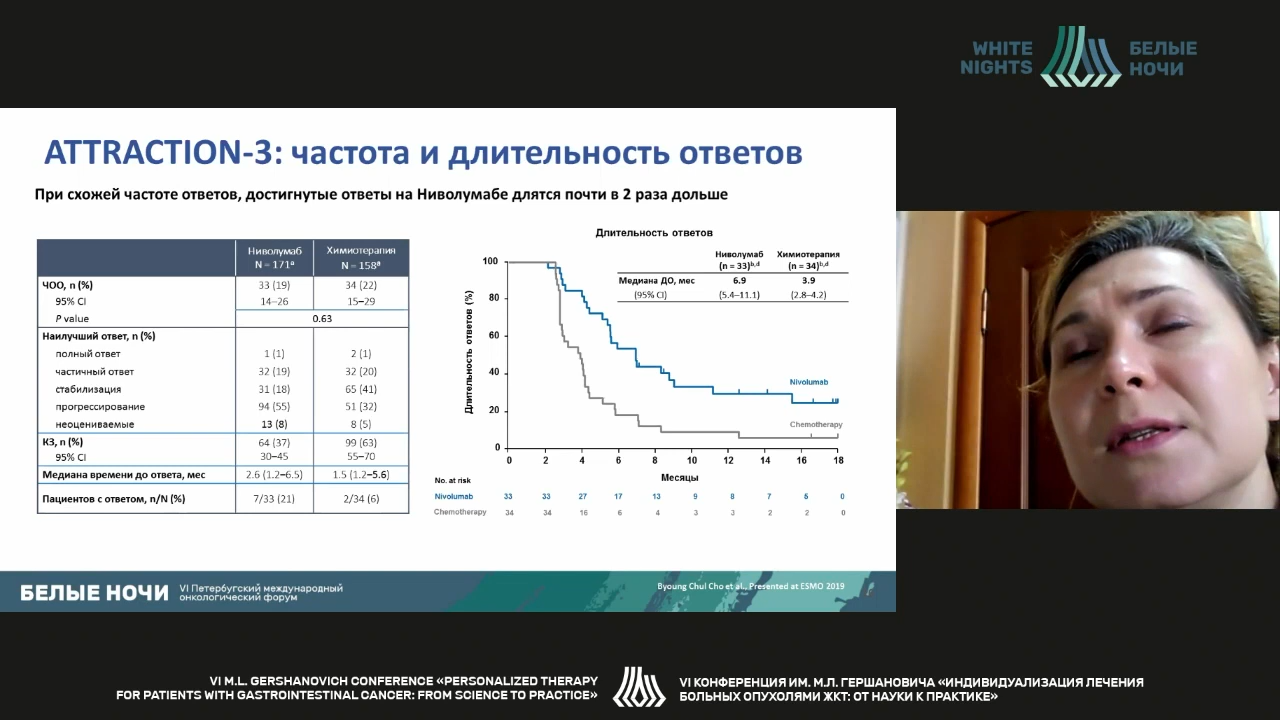 WHITE
NIGHTS
БЕЛЫЕ
НОЧИ
ATTRACTION-3: частота и длительность ответов
При схожей частоте ответов, достигнутые ответы на Ниволумабе длятся почти в 2 раза дольше
Ниволумаб Химиотерапия
N = 171ᵃ N = 158ᵃ
ЧОО, n (%) 33 (19) 34 (22)
95% CI 14–26 15–29
P value 0.63
Наилучший ответ, n (%)
полный ответ 1 (1) 2 (1)
частичный ответ 32 (19) 32 (20)
стабилизация 31 (18) 65 (41)
прогрессирование 94 (55) 51 (32)
неоцениваемые 13 (8) 8 (5)
КЗ, n (%) 64 (37) 99 (63)
95% CI 30–45 55–70
Медиана времени до ответа, мес 2.6 (1.2–6.5) 1.5 (1.2–5.6)
Пациентов с ответом, n/N (%) 7/33 (21) 2/34 (6)
Длительность ответов
Ниволумаб Химиотерапия
(n = 33)ᵇ,ᵈ (n = 34)ᵇ,ᵈ
Медиана ДО, мес 6.9 3.9
(95% CI) (5.4–11.1) (2.8–4.2)
Длительность ответов (%)
100
80
60
40
20
0
Nivolumab
Chemotherapy
0 2 4 6 8 10 12 14 16 18
Месяцы
No. at risk
Nivolumab 33 33 27 17 13 9 8 7 5 0
Chemotherapy 34 34 16 6 4 3 3 2 2 0
БЕЛЫЕ НОЧИ
VI Петербургский международный
онкологический форум
Byoung Chul Cho et al., Presented at ESMO 2019
VI M.L. GERSHANOVICH CONFERENCE «PERSONALIZED THERAPY
FOR PATIENTS WITH GASTROINTESTINAL CANCER: FROM SCIENCE TO PRACTICE»
VI КОНФЕРЕНЦИЯ ИМ. М.Л. ГЕРШАНОВИЧА «ИНДИВИДУАЛИЗАЦИЯ ЛЕЧЕНИЯ
БОЛЬНЫХ ОПУХОЛЯМИ ЖКТ: ОТ НАУКИ К ПРАКТИКЕ»